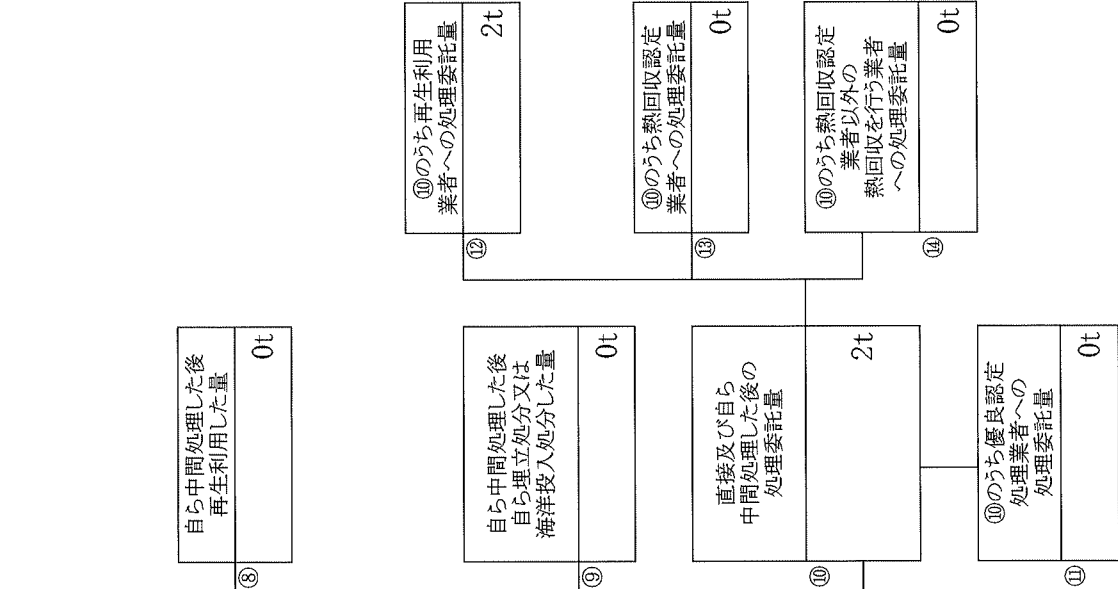 ⑧
自ら中間処理した後
再生利用した量
0t
⑨
自ら中間処理した後
自ら埋立処分又は
海洋投入処分した量
0t
⑩
直接及び自ら
中間処理した後の
処理委託量
2t
⑪
⑩のうち優良認定
処理業者への
処理委託量
0t
⑫
⑩のうち再生利用
業者への処理委託量
2t
⑬
⑩のうち熱回収認定
業者への処理委託量
0t
⑭
⑩のうち熱回収認定
業者以外の
熱回収を行う業者
への処理委託量
0t